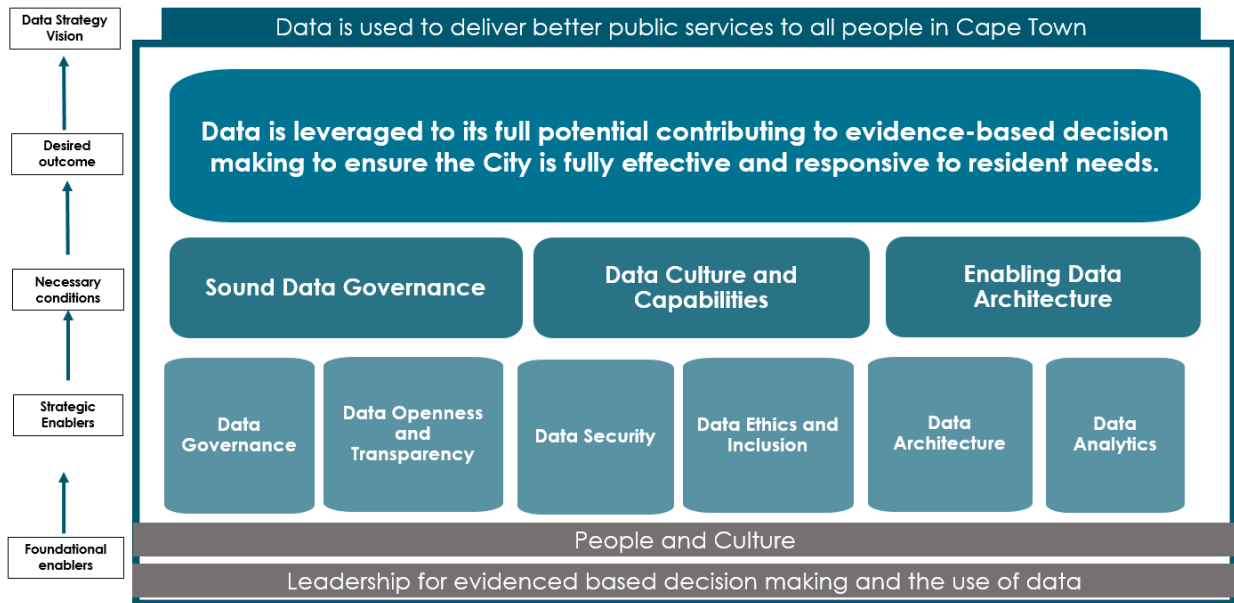 Data Strategy
Vision
Data is used to deliver better public services to all people in Cape Town
Desired
outcome
Data is leveraged to its full potential contributing to evidence-based decision
making to ensure the City is fully effective and responsive to resident needs.
Necessary
conditions
Sound Data Governance
Data Culture and
Capabilities
Enabling Data
Architecture
Strategic
Enablers
Data
Governance
Data Openness
and
Transparency
Data Security
Data Ethics and
Inclusion
Data
Architecture
Data
Analytics
Foundational
enablers
People and Culture
Leadership for evidenced based decision making and the use of data